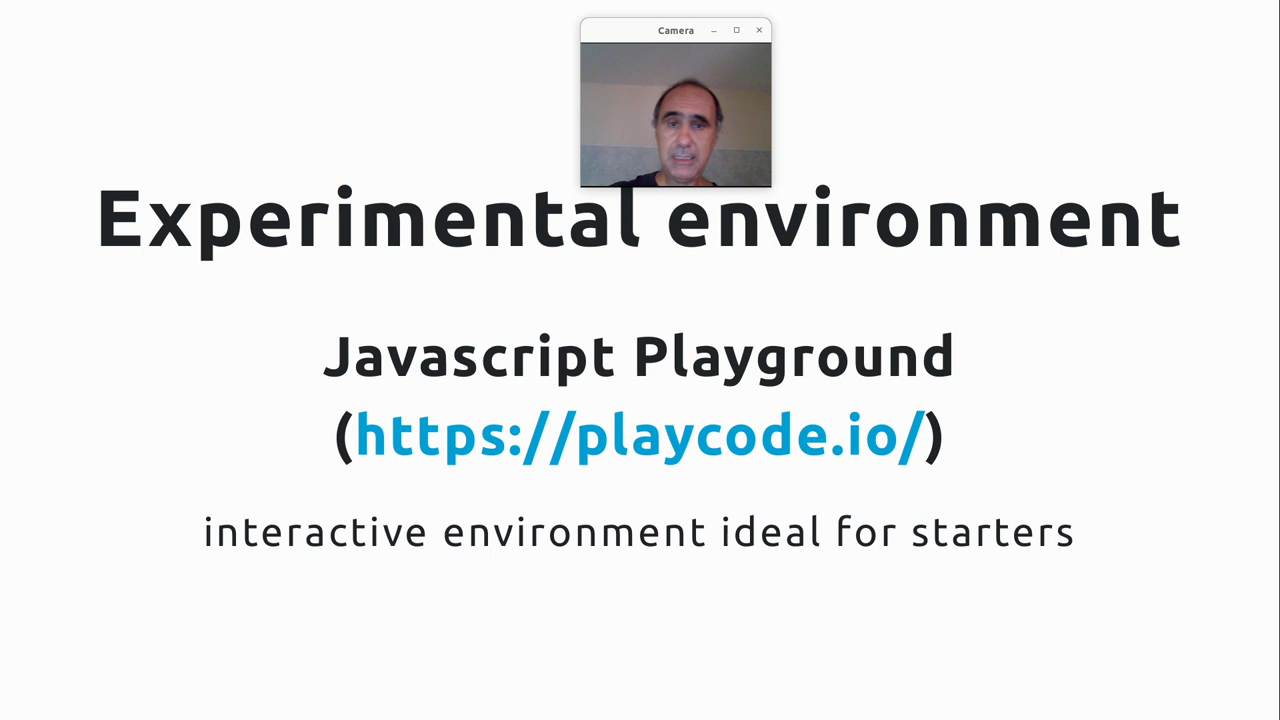 Camera
Experimental environment
Javascript Playground
(https://playcode.io/)
interactive environment ideal for starters